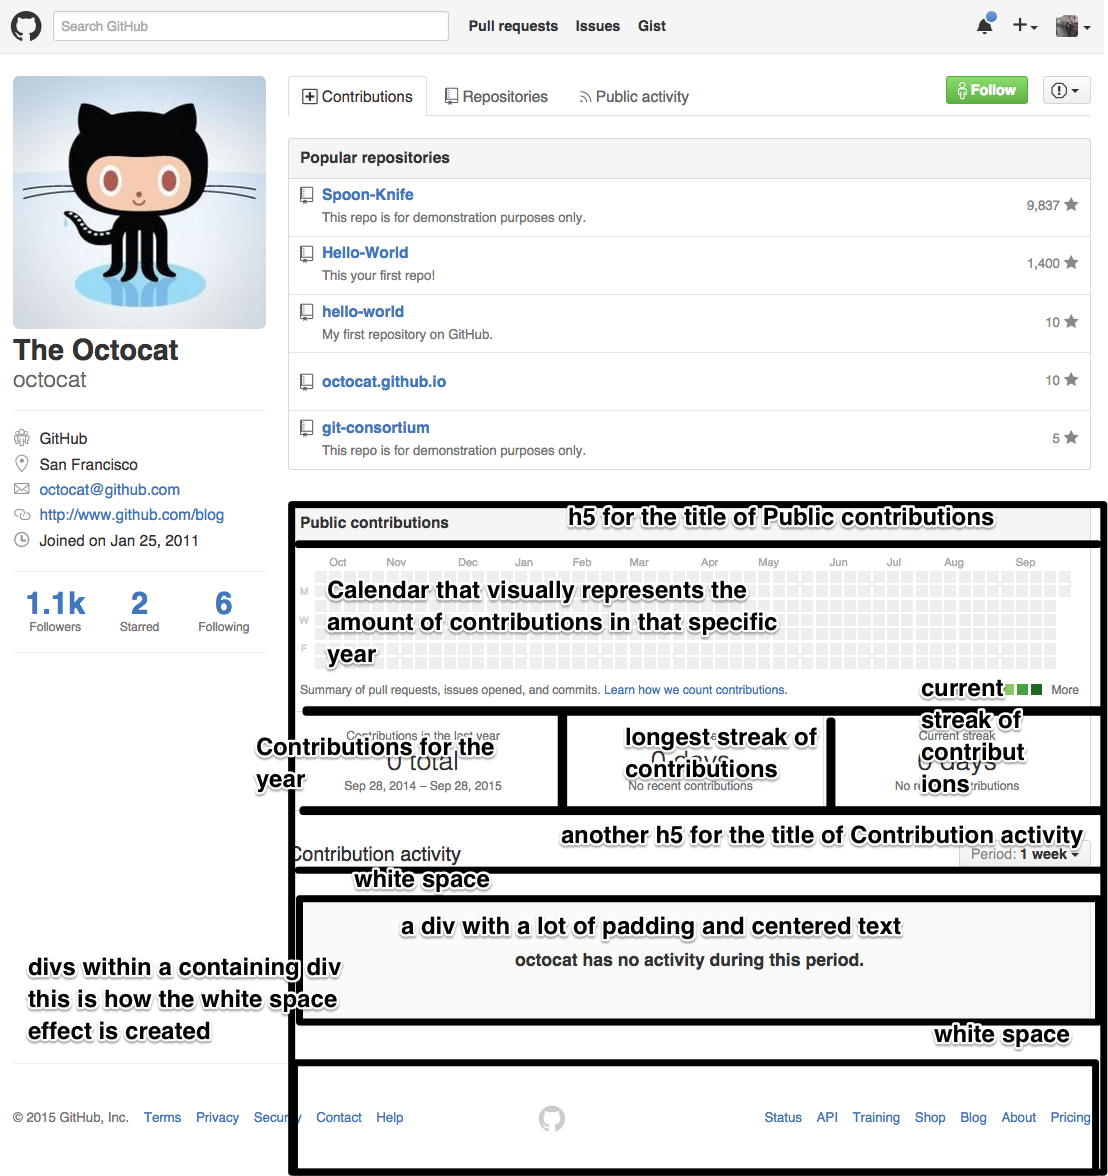 Search GitHub
Pull requests Issues Gist
Contributions Repositories Public activity
Follow
Popular repositories
Spoon-Knife
This repo is for demonstration purposes only.
9,837
Hello-World
This your first repo!
1,400
hello-world
My first repository on GitHub.
10
octocat.github.io
10
git-consortium
This repo is for demonstration purposes only.
5
The Octocat
octocat
GitHub
San Francisco
octocat@github.com
http://www.github.com/blog
Joined on Jan 25, 2011
1.1k 2 6
Followers Starred Following
Public contributions
h5 for the title of Public contributions
Oct Nov Dec Jan Feb Mar Apr May Jun Jul Aug Sep
M
W
F
Calendar that visually represents the
amount of contributions in that specific
year
Summary of pull requests, issues opened, and commits. Learn how we count contributions.
More
Contributions in the last year
0 total
Sep 28, 2014 – Sep 28, 2015
Contributions for the
year
0 days
No recent contributions
longest streak of
contributions
Current streak
0 days
contributions
current
streak of
contribut
ions
another h5 for the title of Contribution activity
Contribution activity
Period: 1 week
white space
a div with a lot of padding and centered text
octocat has no activity during this period.
divs within a containing div
this is how the white space
effect is created
white space
© 2015 GitHub, Inc. Terms Privacy Security Contact Help
Status API Training Shop Blog About Pricing